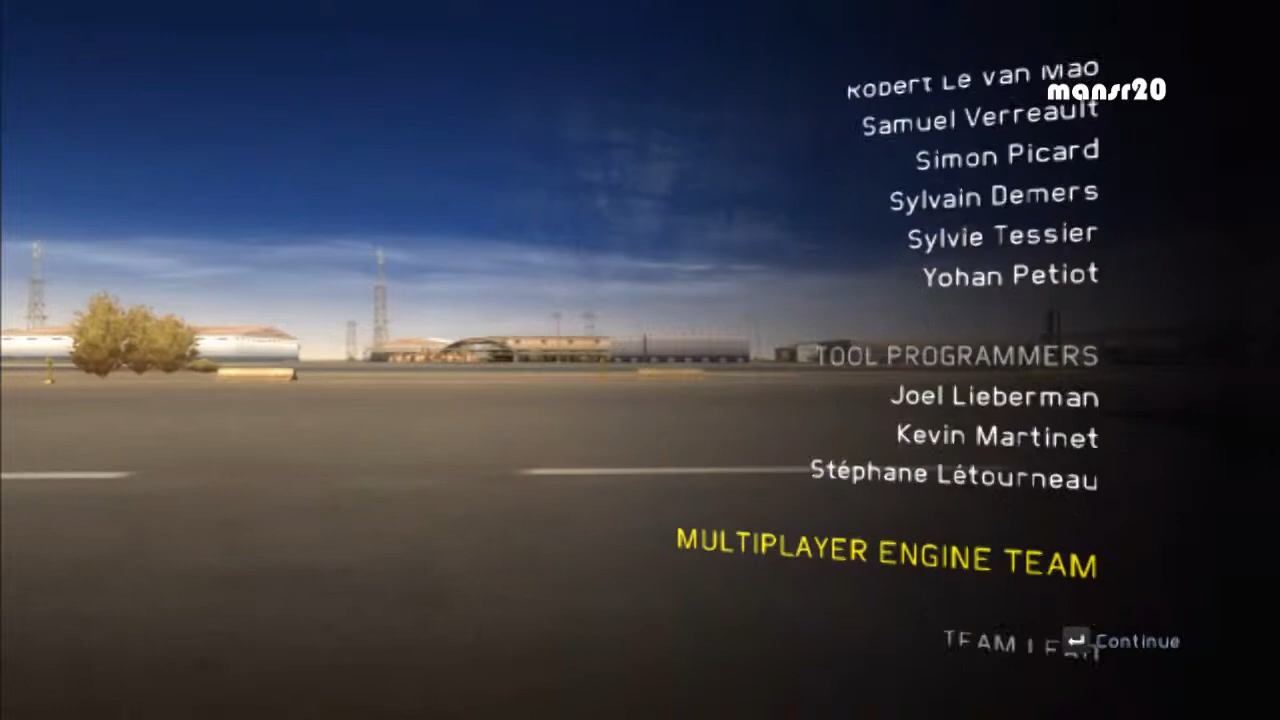 Robert Le Van Mao
mansr20
Samuel Verreault
Simon Picard
Sylvain Demers
Sylvie Tessier
Yohan Petiot
TOOL PROGRAMMERS
Joel Lieberman
Kevin Martinet
Stéphane Létourneau
MULTIPLAYER ENGINE TEAM
TEAM
Continue